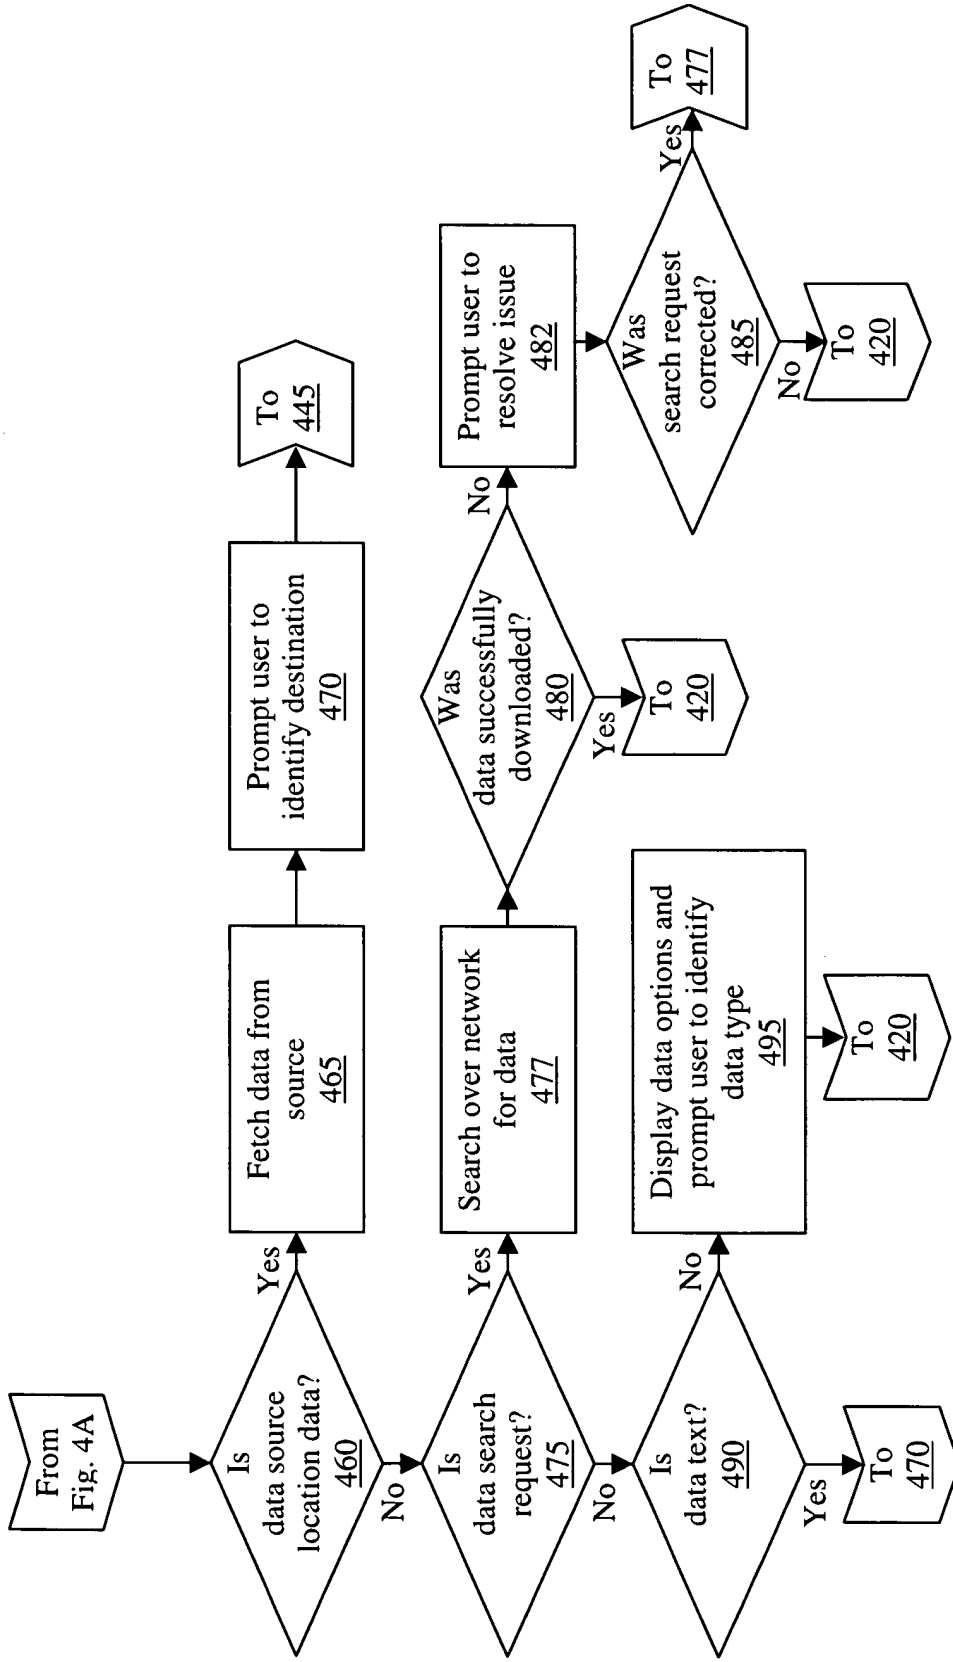 From
Fig. 4A
Is
data source
location data?
460
Yes
No
Fetch data from
source
465
Prompt user to
identify destination
470
To
445
Is
data search
request?
475
Yes
No
Search over network
for data
477
Was
data successfully
downloaded?
480
Yes
No
To
420
Prompt user to
resolve issue
482
Was
search request
corrected?
485
Yes
No
To
477
To
420
Is
data text?
490
No
Yes
Display data options and
prompt user to identify
data type
495
To
420
To
470